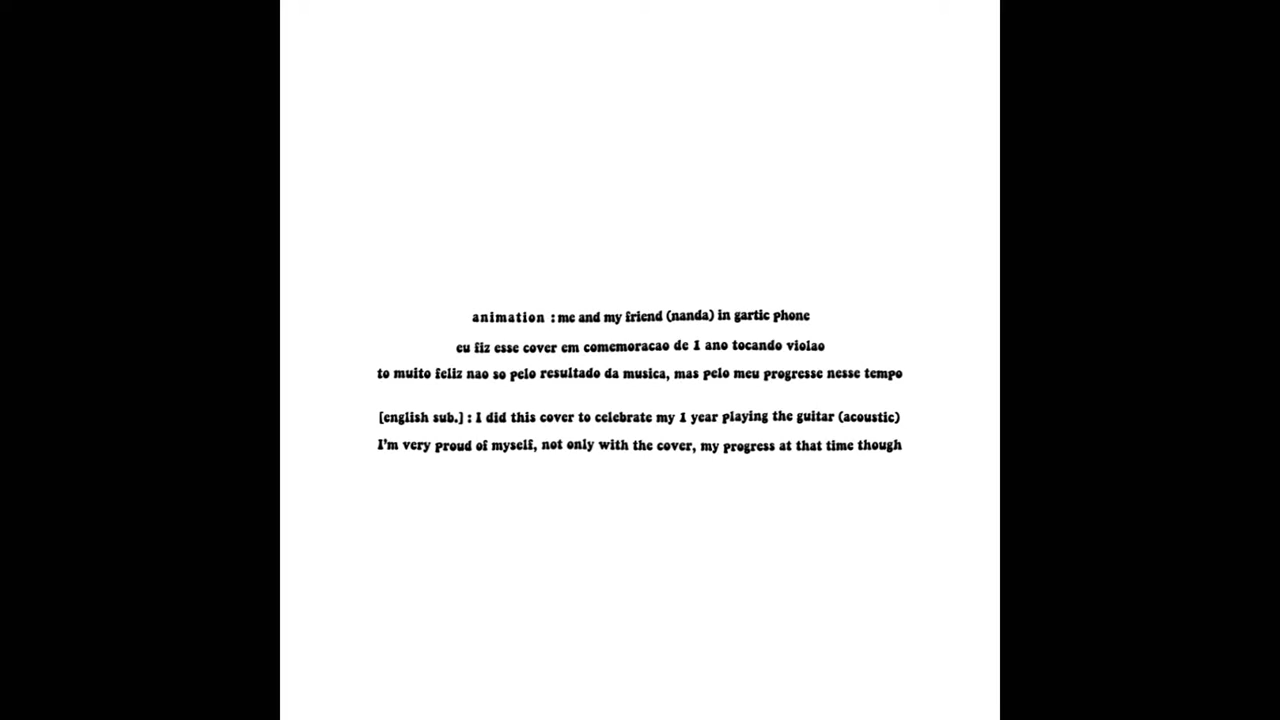 animation : me and my friend (nanda) in gartic phone
eu fiz esse cover em comemoracao de 1 ano tocando violao
to muito feliz nao so pelo resultado da musica, mas pelo meu progresse nesse tempo
[english sub.] : I did this cover to celebrate my 1 year playing the guitar (acoustic)
I'm very proud of myself, not only with the cover, my progress at that time though